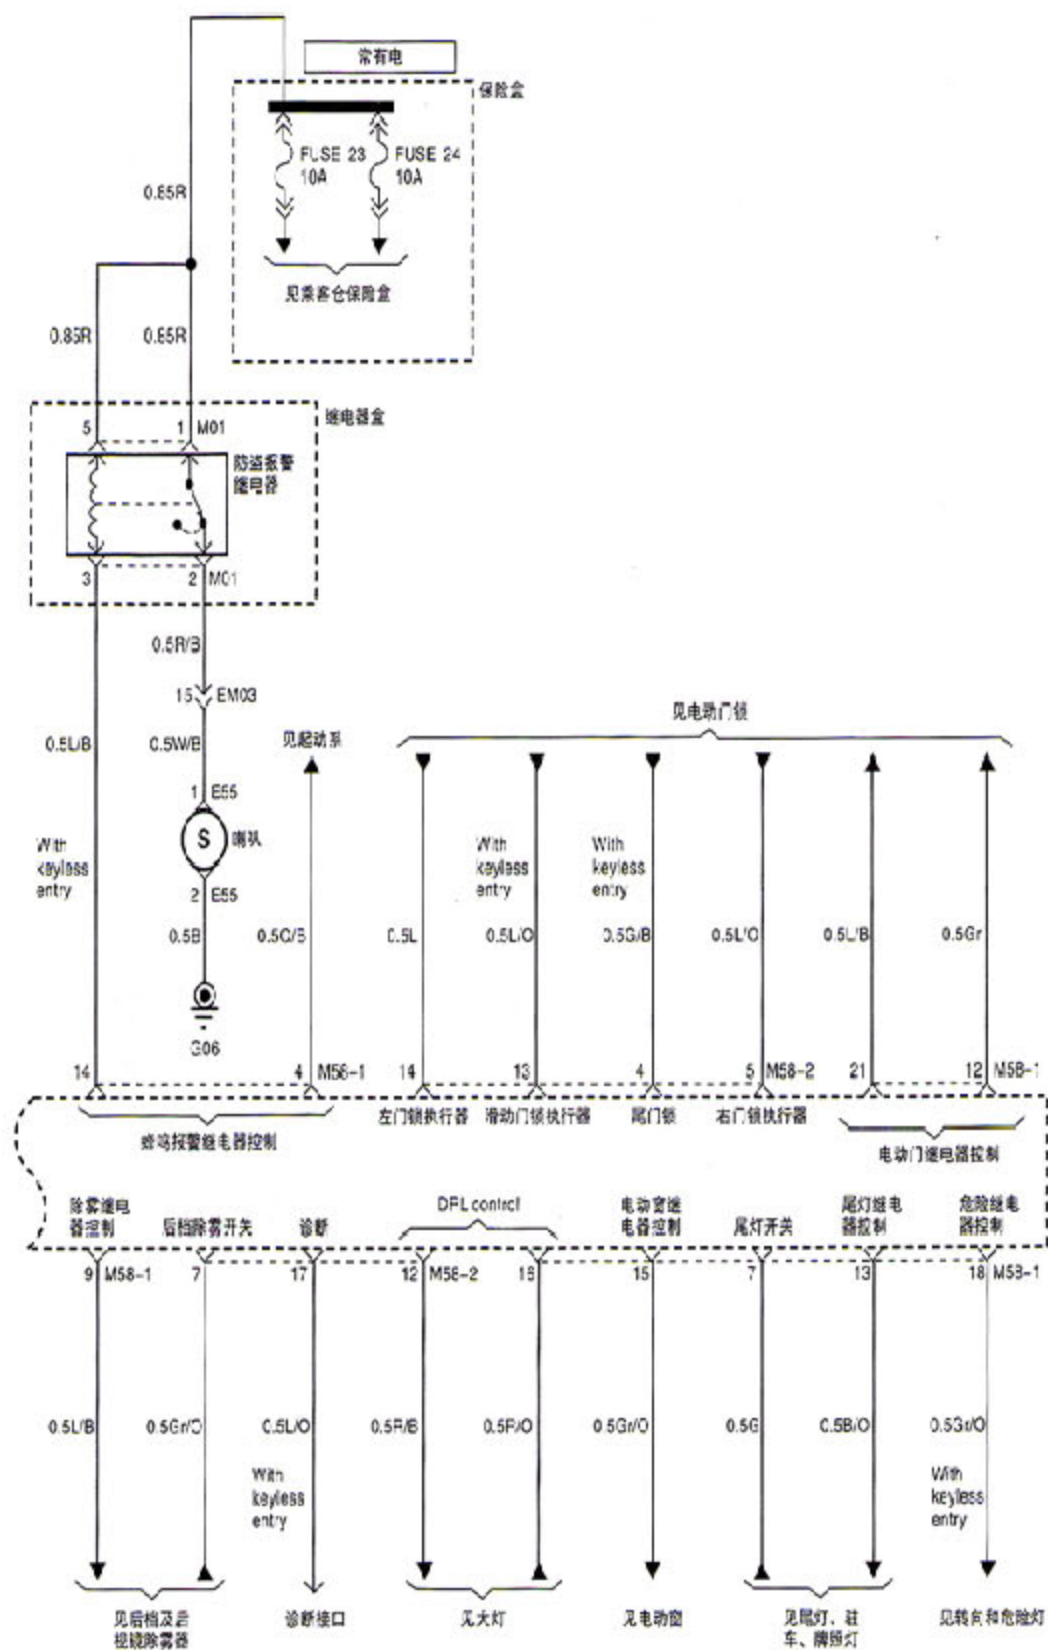 常有电
保险盒
FUSE 23
10A
FUSE 24
10A
见乘客仓保险盒
0.85R
0.85R
0.85R
继电器盒
5
1
M01
防盗报警
继电器
3
2
M01
0.5R/B
15
EM03
0.5L/B
0.5W/B
见起动系
见电动门锁
1
E55
S
喇叭
2
E55
With
keyless
entry
With
keyless
entry
With
keyless
entry
0.5B
0.5L
0.5L/O
0.5G/B
0.5L/O
0.5L/B
0.5Gr
G06
14
4
M58-1
14
13
4
5
M58-2
21
12
M58-1
蜂鸣报警继电器控制
左门锁执行器
滑动门锁执行器
尾门锁
右门锁执行器
电动门继电器控制
除雾继电
器控制
后档除雾开关
诊断
DRL control
电动窗继
电器控制
尾灯开关
尾灯继电
器控制
危险继电
器控制
9
M58-1
7
17
12
M58-2
16
15
7
13
18
M58-1
0.5L/B
0.5Gr/O
0.5L/O
0.5R/B
0.5R/O
0.5Gr/O
0.5G
0.5B/O
0.5Gr/O
With
keyless
entry
With
keyless
entry
见后档及后
视镜除雾器
诊断接口
见大灯
见电动窗
见尾灯、驻
车、牌照灯
见转向和危险灯